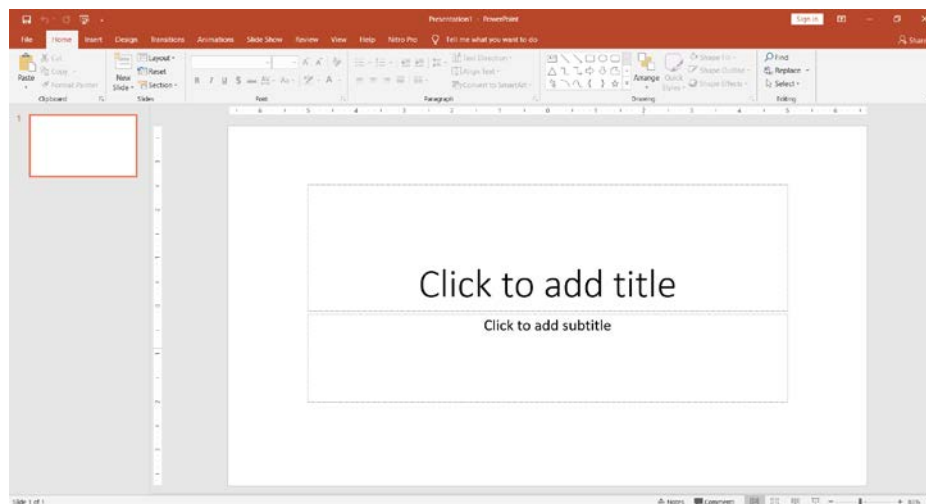 Presentation1 - PowerPoint
Sign in
File Home Insert Design Transitions Animations Slide Show Review View Help Nitro Pro Tell me what you want to do Share
Paste
Cut
Copy
Format Painter
Clipboard
New Slide
Layout
Reset
Section
Slides
Font
Text Direction
Align Text
Convert to SmartArt
Paragraph
Arrange
Quick Styles
Shape Fill
Shape Outline
Shape Effects
Drawing
Find
Replace
Select
Editing
1
Click to add title
Click to add subtitle
Slide 1 of 1
Notes
Comments